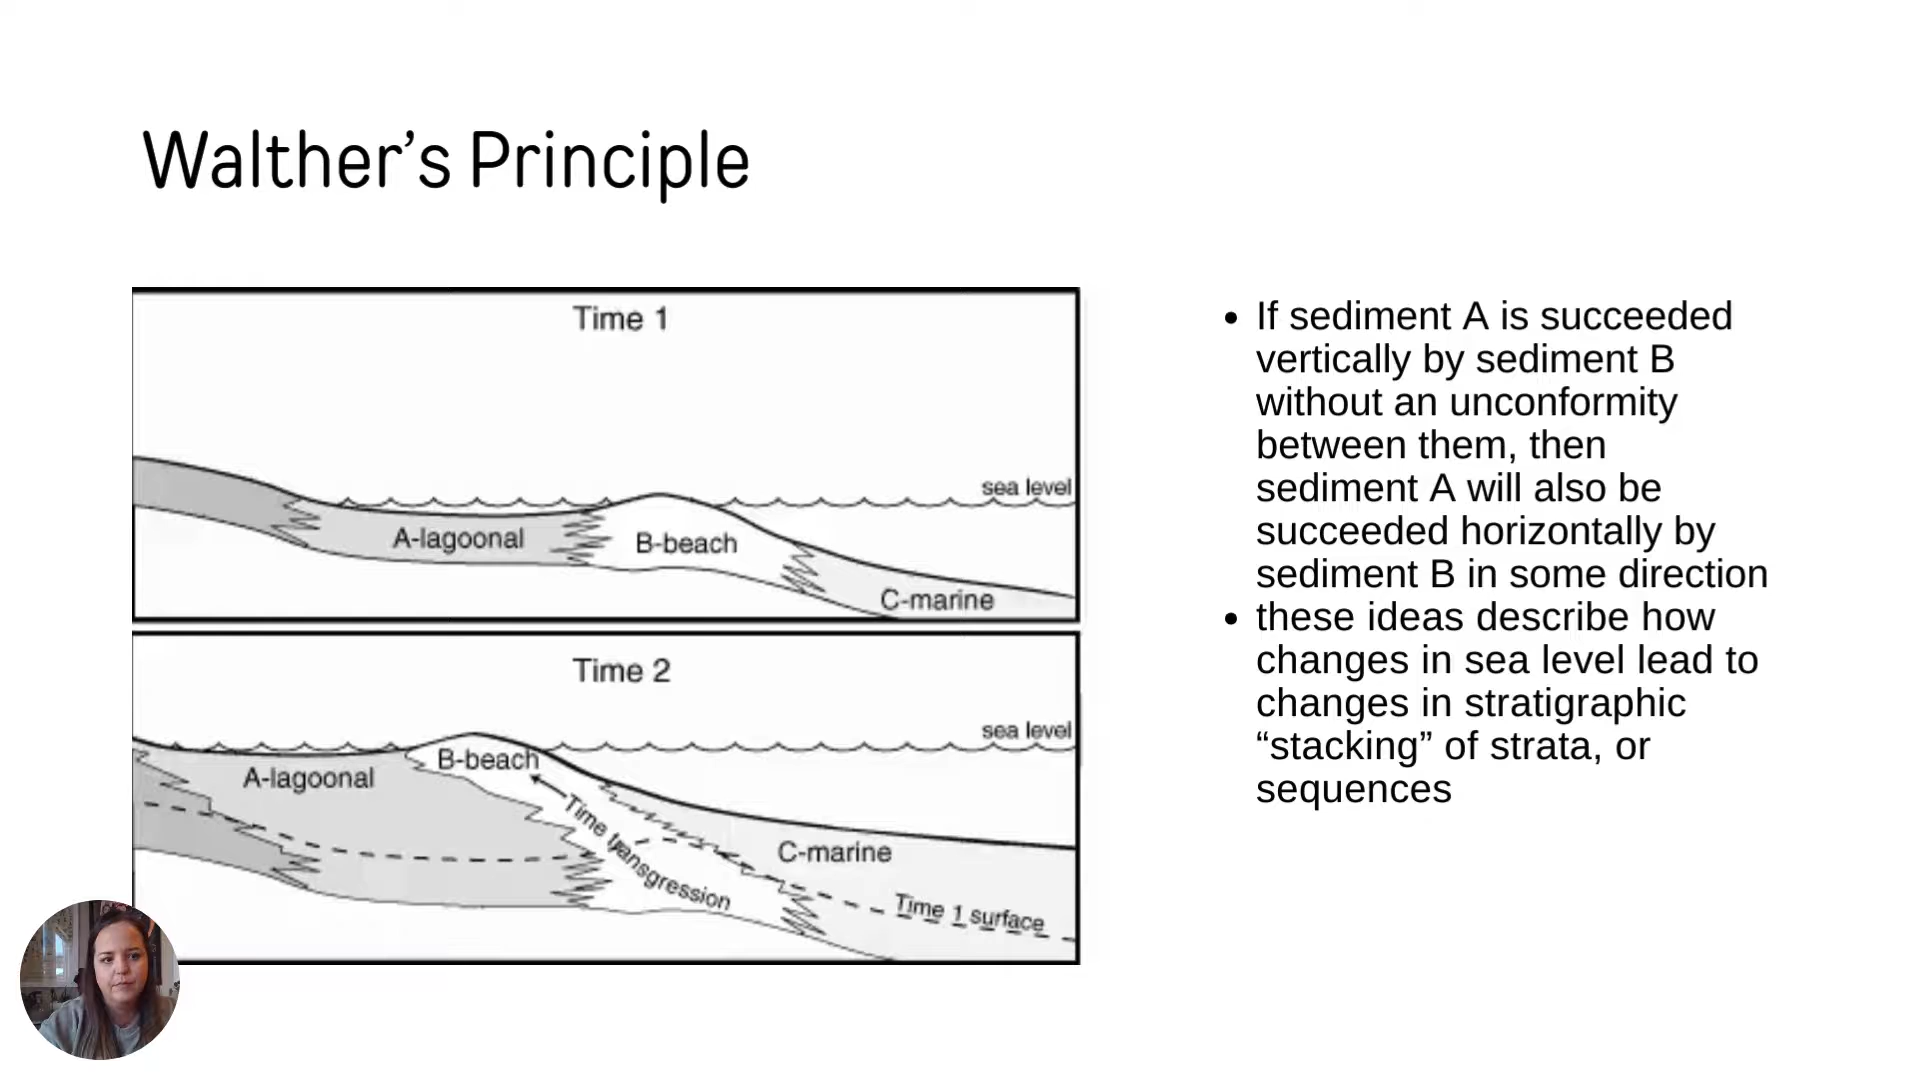 Walther’s Principle
Time 1
sea level
A-lagoonal
B-beach
C-marine
Time 2
sea level
B-beach
A-lagoonal
Time transgression
C-marine
Time 1 surface
• If sediment A is succeeded
vertically by sediment B
without an unconformity
between them, then
sediment A will also be
succeeded horizontally by
sediment B in some direction
• these ideas describe how
changes in sea level lead to
changes in stratigraphic
“stacking” of strata, or
sequences